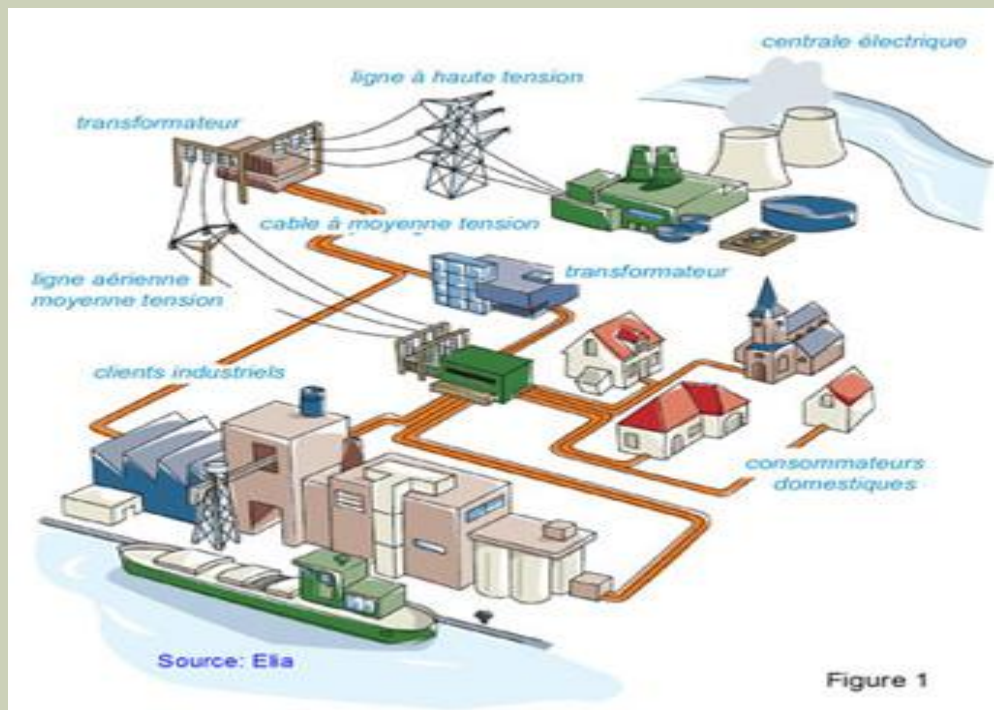 centrale électrique
ligne à haute tension
transformateur
cable à moyenne tension
ligne aérienne
moyenne tension
transformateur
clients industriels
consommateurs
domestiques
Source: Elia
Figure 1